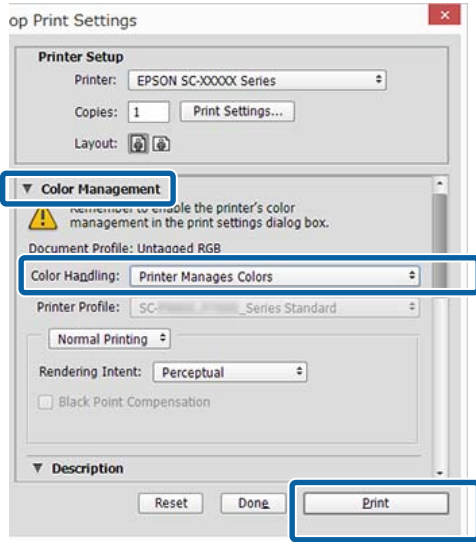 op Print Settings
Printer Setup
Printer: EPSON SC-XXXXX Series
Copies: 1 Print Settings...
Layout:
Color Management
Remember to enable the printer's color
management in the print settings dialog box.
Document Profile: Untagged RGB
Color Handling: Printer Manages Colors
Printer Profile: SC- _Series Standard
Normal Printing
Rendering Intent: Perceptual
Black Point Compensation
Description
Reset Done Print